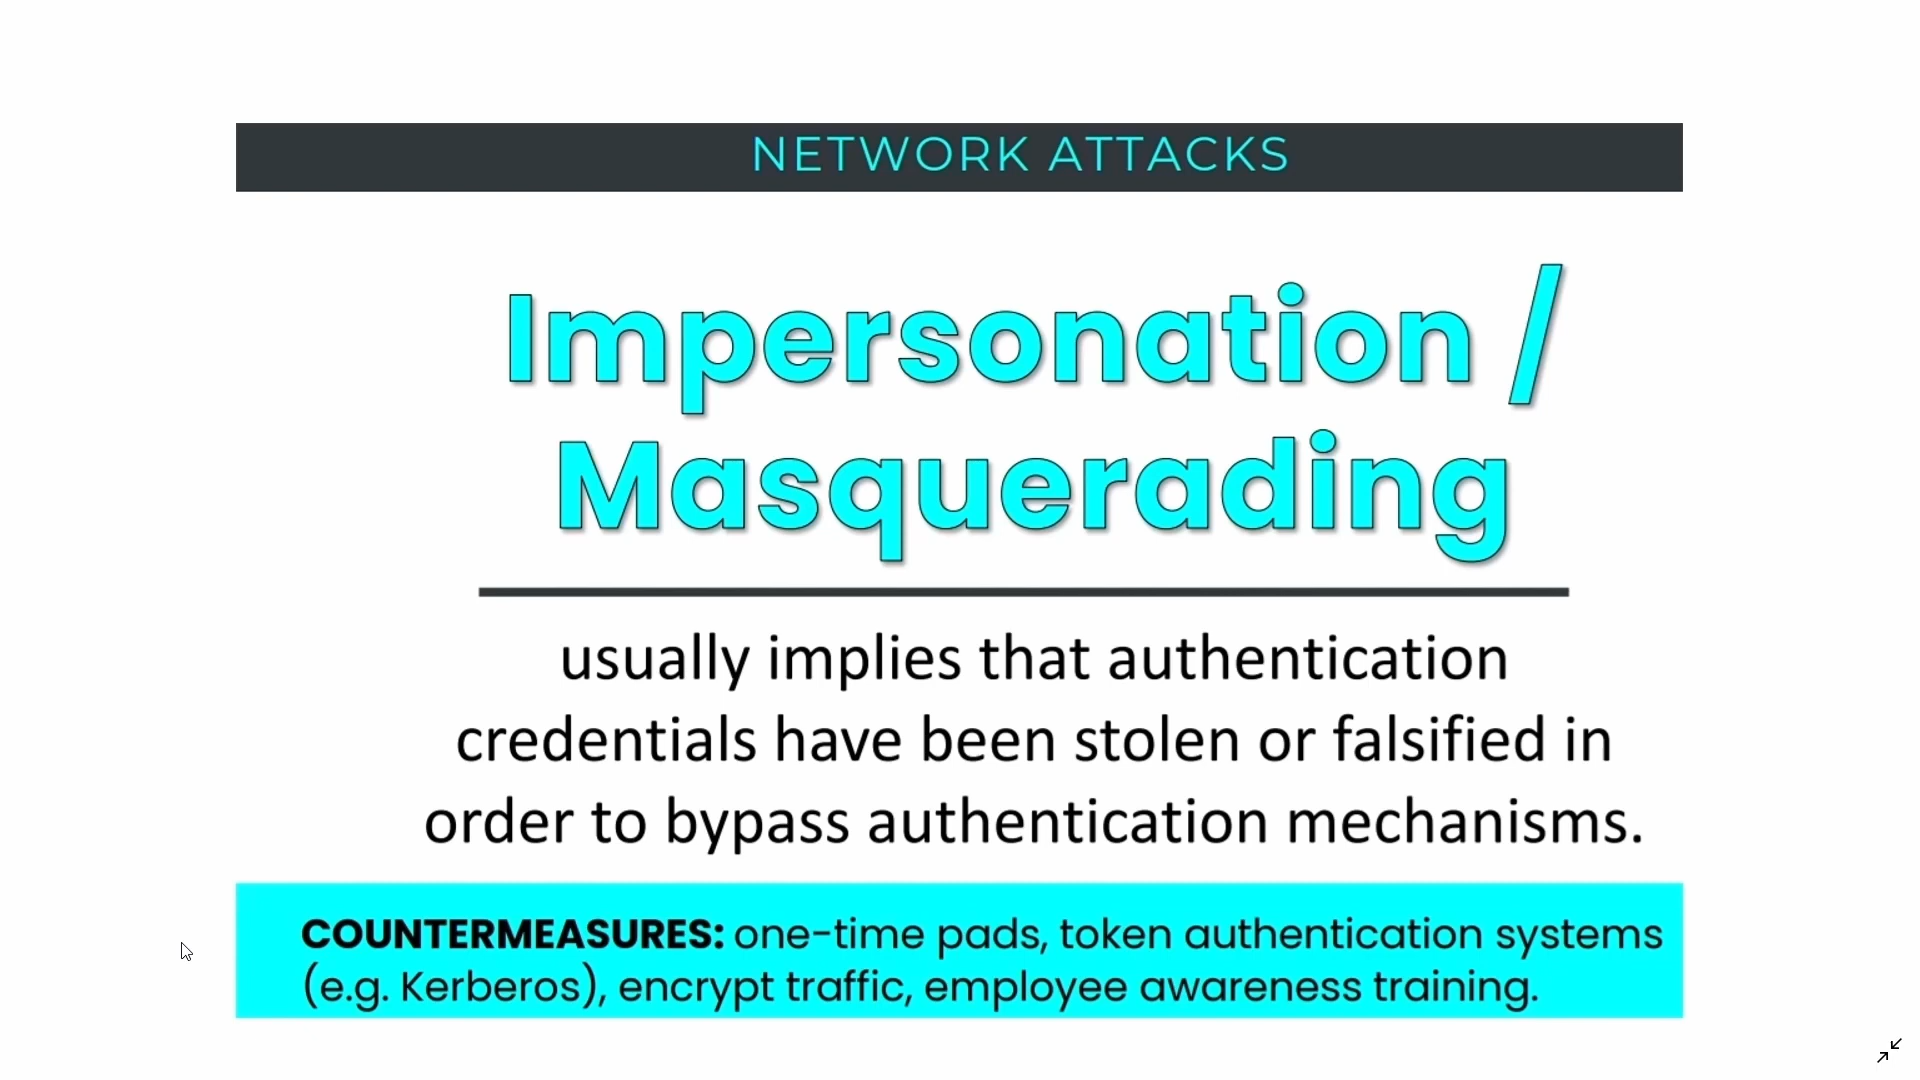 NETWORK ATTACKS
Impersonation /
Masquerading
usually implies that authentication
credentials have been stolen or falsified in
order to bypass authentication mechanisms.
COUNTERMEASURES: one-time pads, token authentication systems
(e.g. Kerberos), encrypt traffic, employee awareness training.